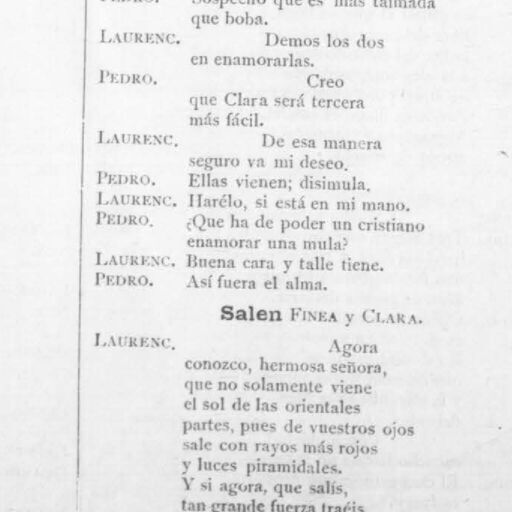 PEDRO. Sospecho que es más taimada
que boba.
LAURENC. Demos los dos
en enamorarlas.
PEDRO. Creo
que Clara será tercera
más fácil.
LAURENC. De esa manera
seguro va mi deseo.
PEDRO. Ellas vienen; disimula.
LAURENC. Harélo, si está en mi mano.
PEDRO. ¿Que ha de poder un cristiano
enamorar una mula?
LAURENC. Buena cara y talle tiene.
PEDRO. Así fuera el alma.
Salen FINEA y CLARA.
LAURENC. Agora
conozco, hermosa señora,
que no solamente viene
el sol de las orientales
partes, pues de vuestros ojos
sale con rayos más rojos
y luces piramidales.
Y si agora, que salís,
tan grande fuerza traéis